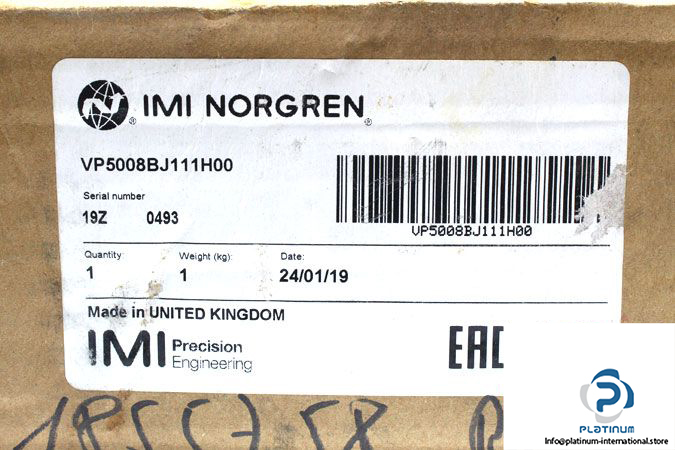 IMI NORGREN
VP5008BJ111H00
Serial number
19Z 0493
VP5008BJ111H00
Quantity: Weight (kg): Date:
1 1 24/01/19
Made in UNITED KINGDOM
IMI Precision
Engineering
EAC
PLATINUM
Info@platinum-international.store